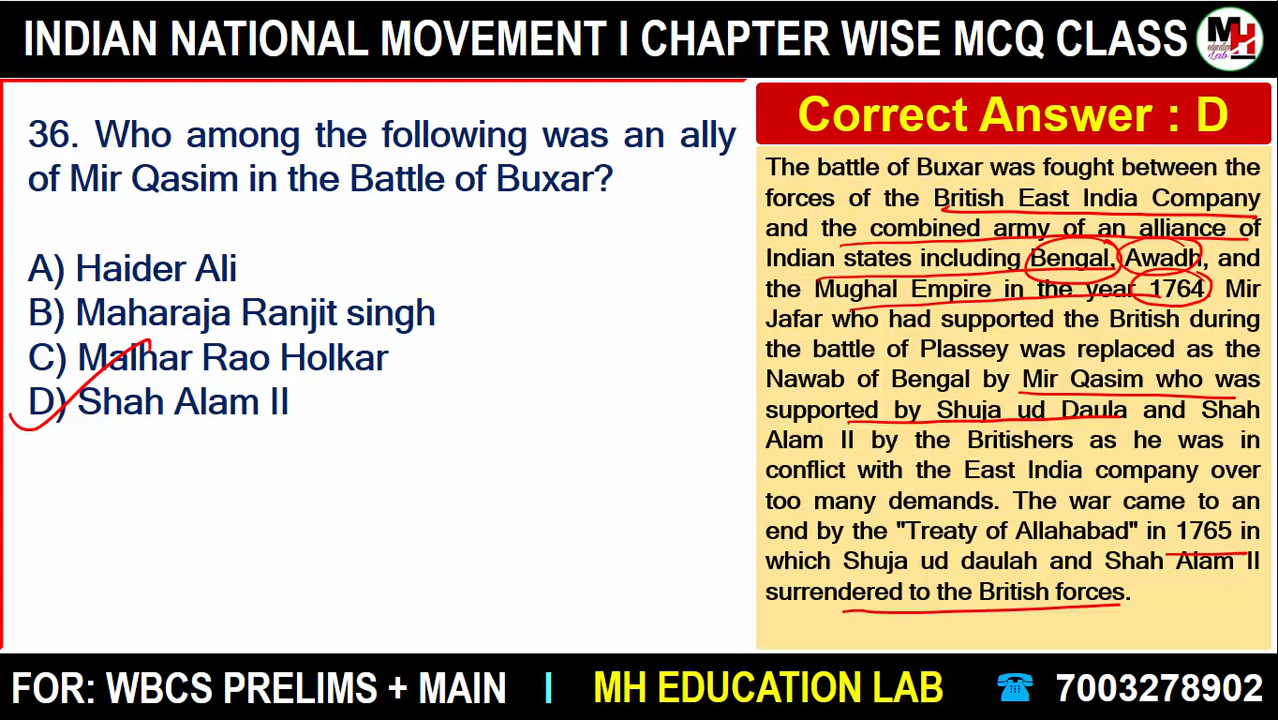 INDIAN NATIONAL MOVEMENT I CHAPTER WISE MCQ CLASS
MH
education
Lab
36. Who among the following was an ally
of Mir Qasim in the Battle of Buxar?
A) Haider Ali
B) Maharaja Ranjit singh
C) Malhar Rao Holkar
D) Shah Alam II
Correct Answer : D
The battle of Buxar was fought between the
forces of the British East India Company
and the combined army of an alliance of
Indian states including Bengal, Awadh, and
the Mughal Empire in the year 1764. Mir
Jafar who had supported the British during
the battle of Plassey was replaced as the
Nawab of Bengal by Mir Qasim who was
supported by Shuja ud Daula and Shah
Alam II by the Britishers as he was in
conflict with the East India company over
too many demands. The war came to an
end by the "Treaty of Allahabad" in 1765 in
which Shuja ud daulah and Shah Alam II
surrendered to the British forces.
FOR: WBCS PRELIMS + MAIN I MH EDUCATION LAB ☎ 7003278902